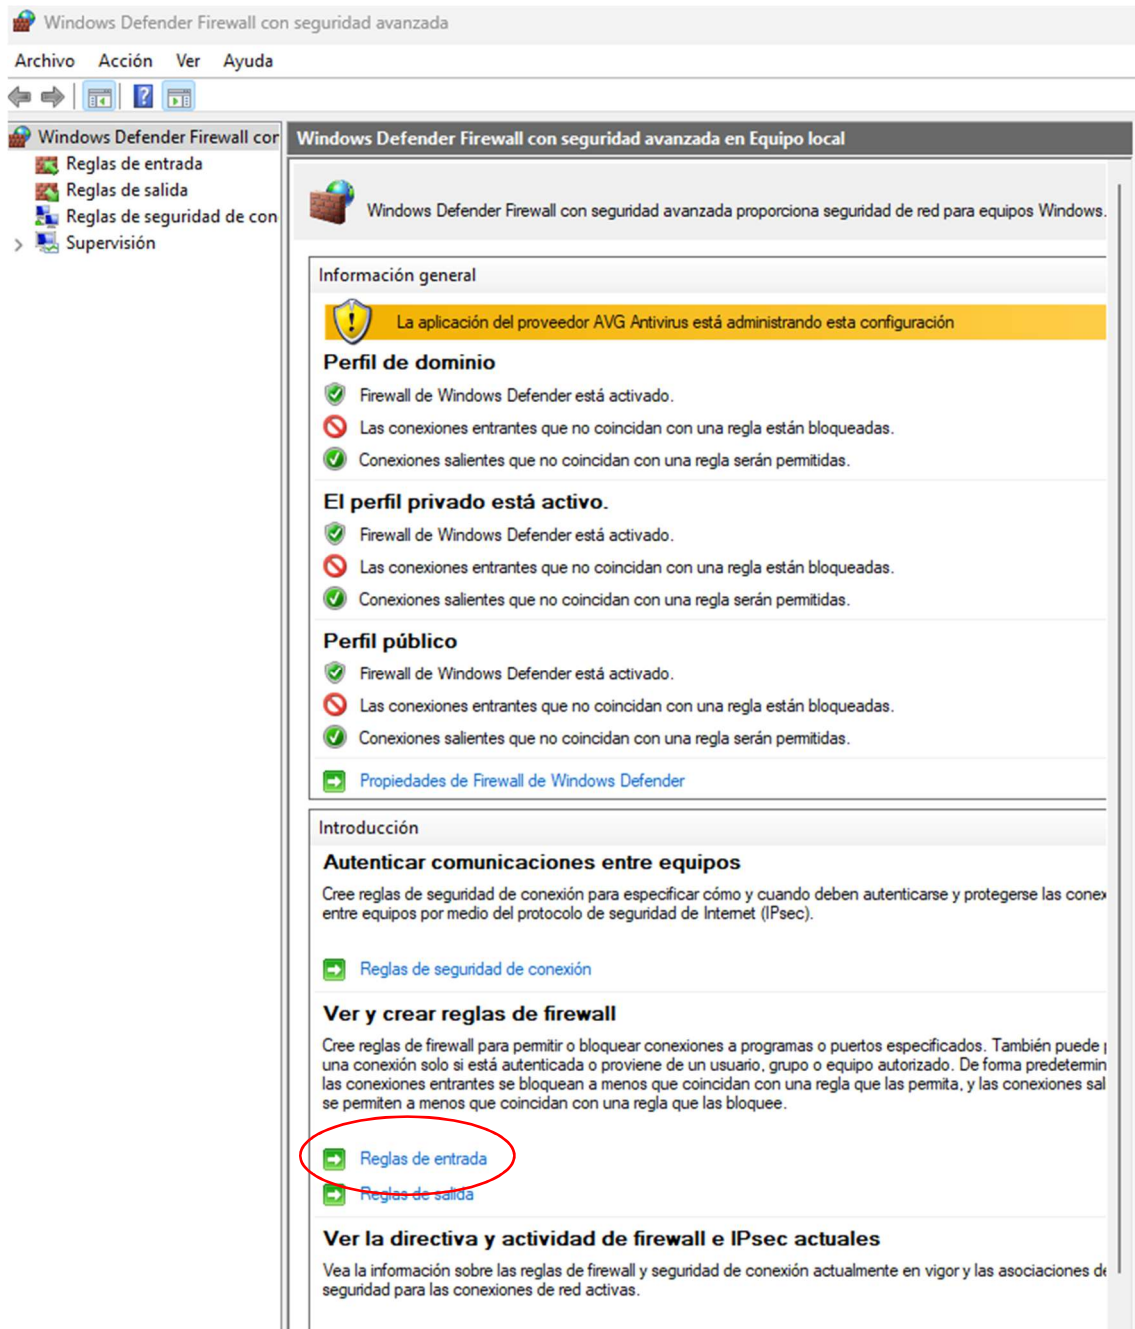 Windows Defender Firewall con seguridad avanzada
Archivo Acción Ver Ayuda
Windows Defender Firewall con
Reglas de entrada
Reglas de salida
Reglas de seguridad de con
Supervisión
Windows Defender Firewall con seguridad avanzada en Equipo local
Windows Defender Firewall con seguridad avanzada proporciona seguridad de red para equipos Windows.
Información general
La aplicación del proveedor AVG Antivirus está administrando esta configuración
Perfil de dominio
Firewall de Windows Defender está activado.
Las conexiones entrantes que no coincidan con una regla están bloqueadas.
Conexiones salientes que no coincidan con una regla serán permitidas.
El perfil privado está activo.
Firewall de Windows Defender está activado.
Las conexiones entrantes que no coincidan con una regla están bloqueadas.
Conexiones salientes que no coincidan con una regla serán permitidas.
Perfil público
Firewall de Windows Defender está activado.
Las conexiones entrantes que no coincidan con una regla están bloqueadas.
Conexiones salientes que no coincidan con una regla serán permitidas.
Propiedades de Firewall de Windows Defender
Introducción
Autenticar comunicaciones entre equipos
Cree reglas de seguridad de conexión para especificar cómo y cuando deben autenticarse y protegerse las conex
entre equipos por medio del protocolo de seguridad de Internet (IPsec).
Reglas de seguridad de conexión
Ver y crear reglas de firewall
Cree reglas de firewall para permitir o bloquear conexiones a programas o puertos especificados. También puede
una conexión solo si está autenticada o proviene de un usuario, grupo o equipo autorizado. De forma predetermin
las conexiones entrantes se bloquean a menos que coincidan con una regla que las permita, y las conexiones sal
se permiten a menos que coincidan con una regla que las bloquee.
Reglas de entrada
Reglas de salida
Ver la directiva y actividad de firewall e IPsec actuales
Vea la información sobre las reglas de firewall y seguridad de conexión actualmente en vigor y las asociaciones de
seguridad para las conexiones de red activas.